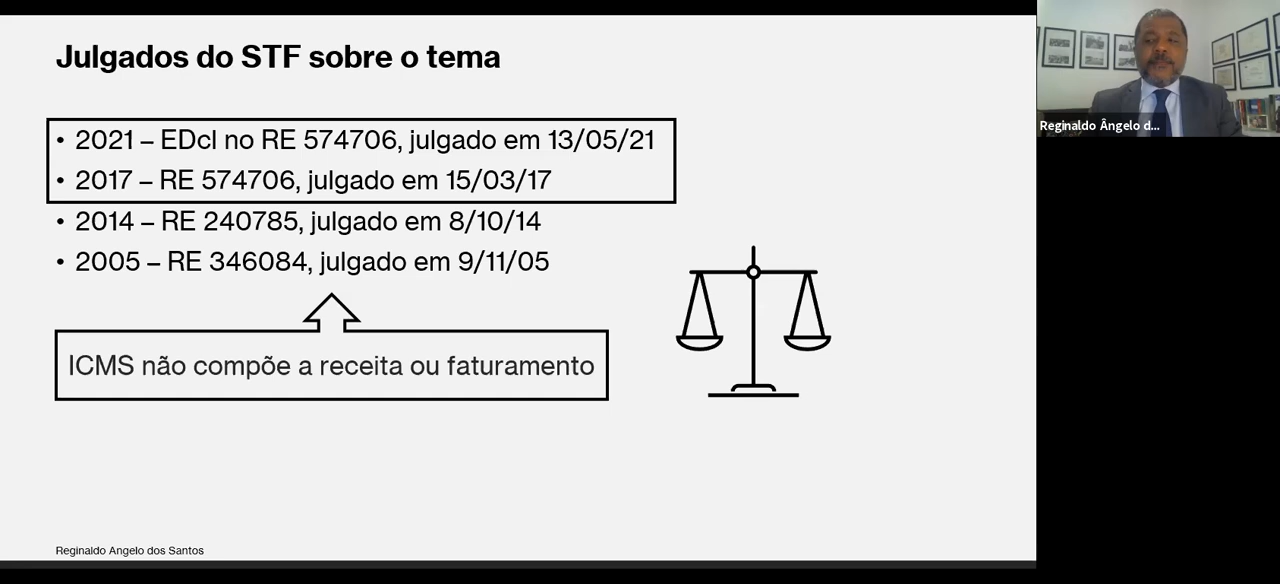 Julgados do STF sobre o tema
• 2021 – EDcl no RE 574706, julgado em 13/05/21
• 2017 – RE 574706, julgado em 15/03/17
• 2014 – RE 240785, julgado em 8/10/14
• 2005 – RE 346084, julgado em 9/11/05
ICMS não compõe a receita ou faturamento
Reginaldo Angelo dos Santos
Reginaldo Ângelo d...